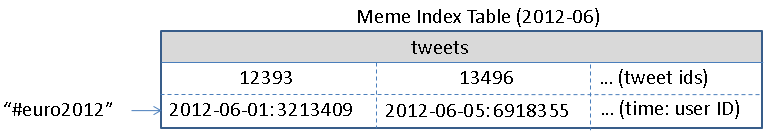 Meme Index Table (2012-06)
tweets
12393 13496 ... (tweet ids)
“#euro2012” 2012-06-01:3213409 2012-06-05:6918355 ... (time: user ID)